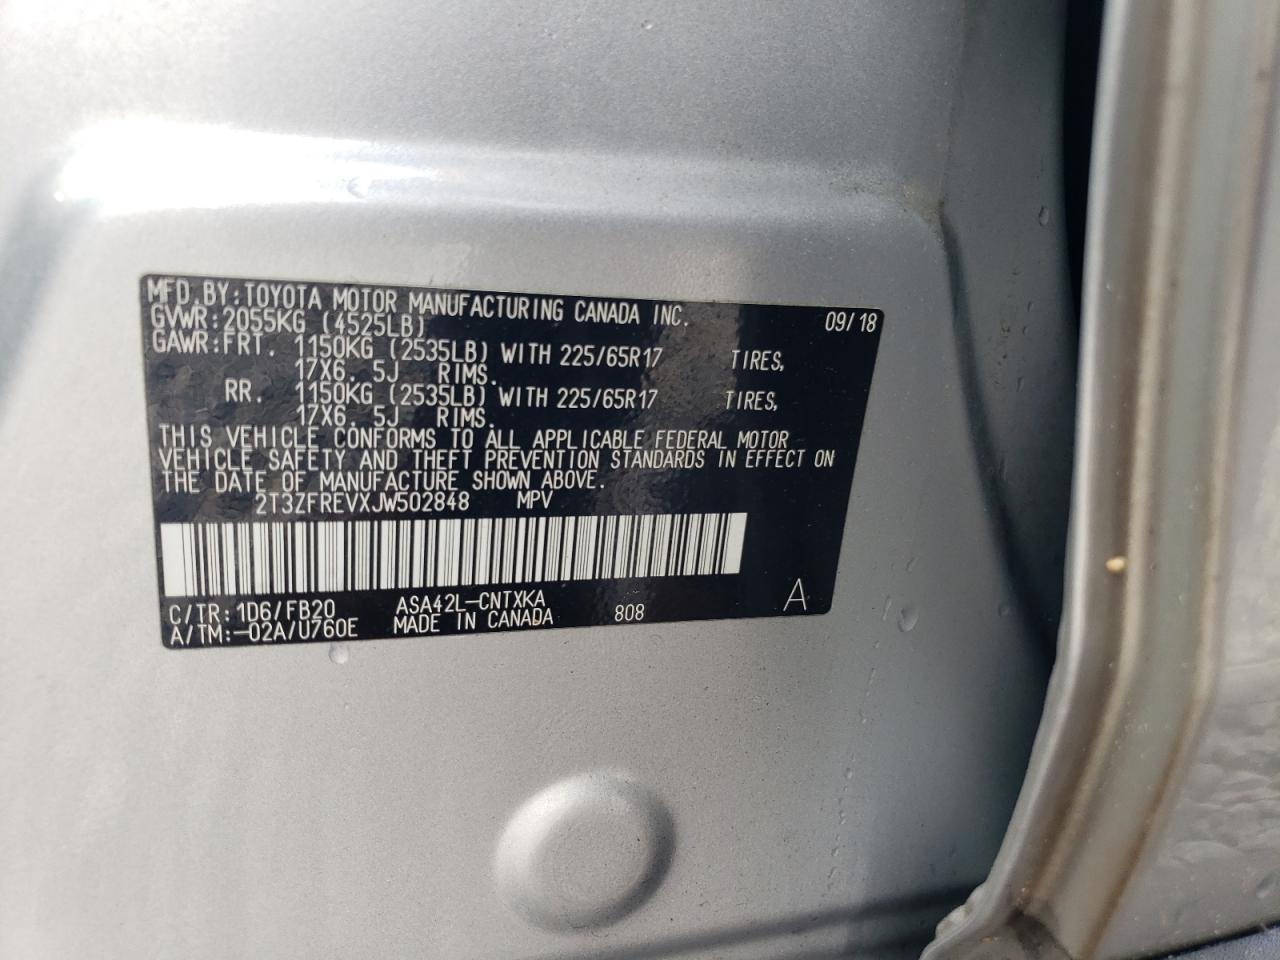 MFD.BY:TOYOTA MOTOR MANUFACTURING CANADA INC. 09/18
GVWR:2055KG (4525LB)
GAWR:FRT. 1150KG (2535LB) WITH 225/65R17 TIRES,
17X6. 5J RIMS.
RR. 1150KG (2535LB) WITH 225/65R17 TIRES,
17X6. 5J RIMS.
THIS VEHICLE CONFORMS TO ALL APPLICABLE FEDERAL MOTOR
VEHICLE SAFETY AND THEFT PREVENTION STANDARDS IN EFFECT ON
THE DATE OF MANUFACTURE SHOWN ABOVE.
2T3ZFREVXJW502848 MPV
C/TR:1D6/FB20 ASA42L-CNTXKA 808 A
A/TM:-02A/U760E MADE IN CANADA